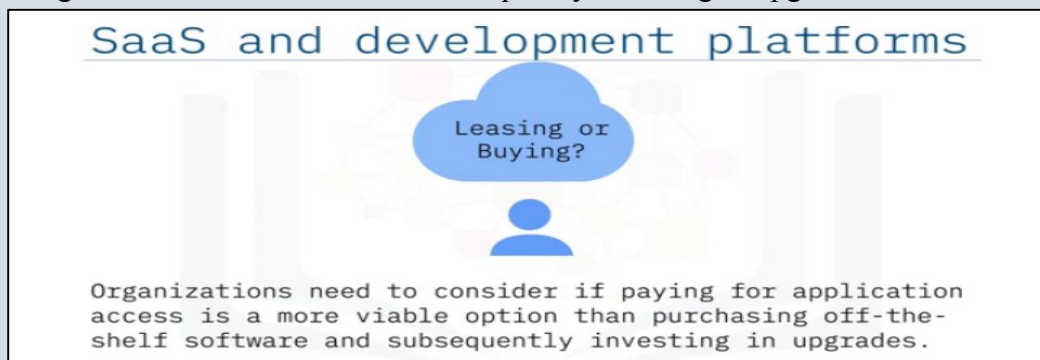 SaaS and development platforms
Leasing or
Buying?
Organizations need to consider if paying for application
access is a more viable option than purchasing off-the-
shelf software and subsequently investing in upgrades.